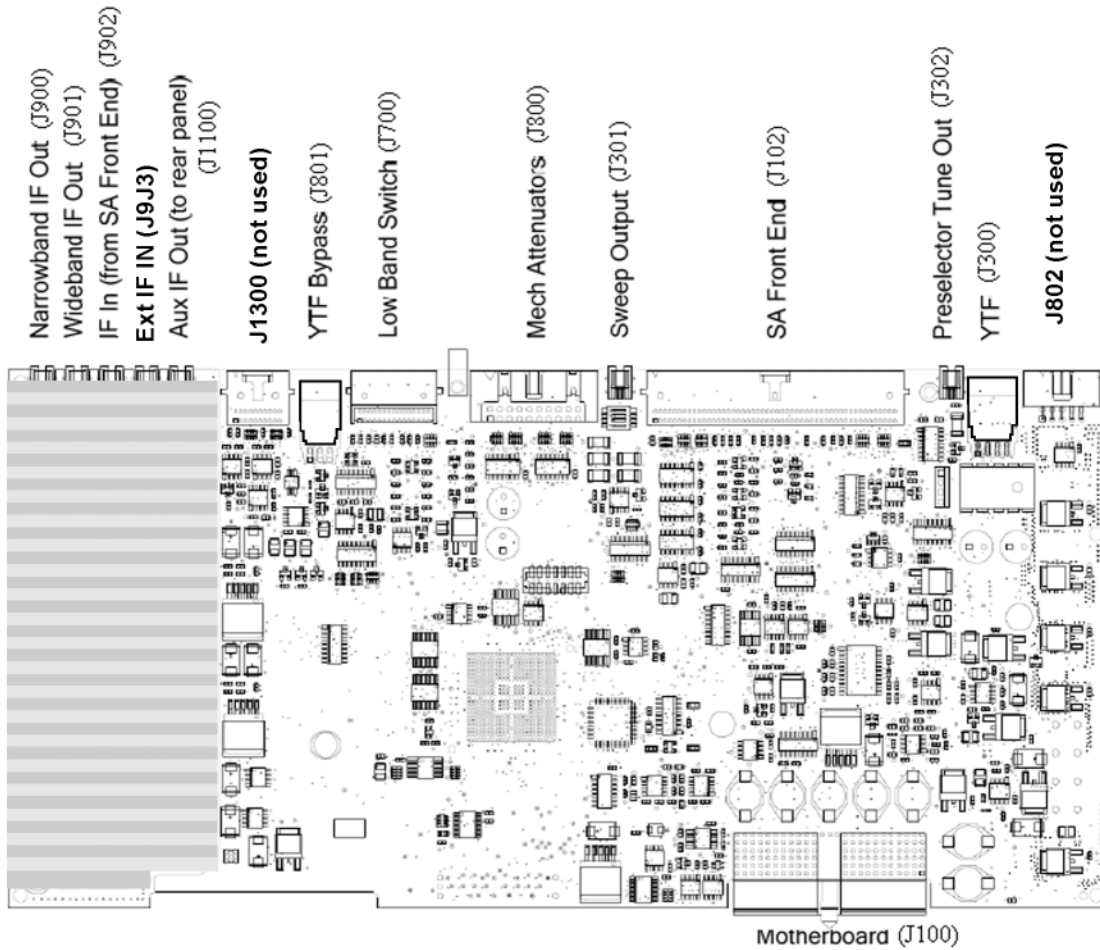 Narrowband IF Out (J900)
Wideband IF Out (J901)
IF In (from SA Front End) (J902)
Ext IF IN (J9J3)
Aux IF Out (to rear panel)
(J1100)
J1300 (not used)
YTF Bypass (J801)
Low Band Switch (J700)
Mech Attenuators (J800)
Sweep Output (J301)
SA Front End (J102)
Preselector Tune Out (J302)
YTF (J300)
J802 (not used)
Motherboard (J100)